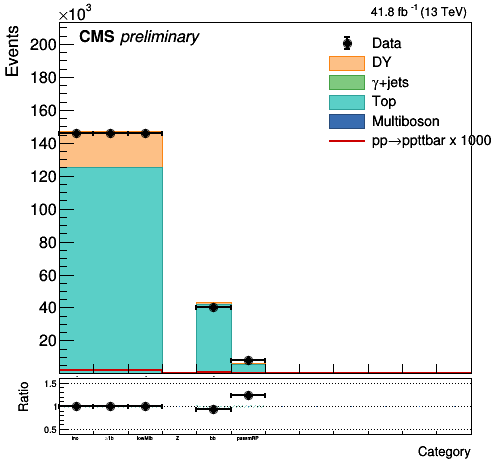 ×10³
41.8 fb⁻¹ (13 TeV)
Events
CMS preliminary
Data
DY
γ+jets
Top
Multiboson
pp→ppttbar x 1000
200
180
160
140
120
100
80
60
40
20
Ratio
1.5
1
0.5
inc ≥1b lowMlb Z bb passmRP
Category